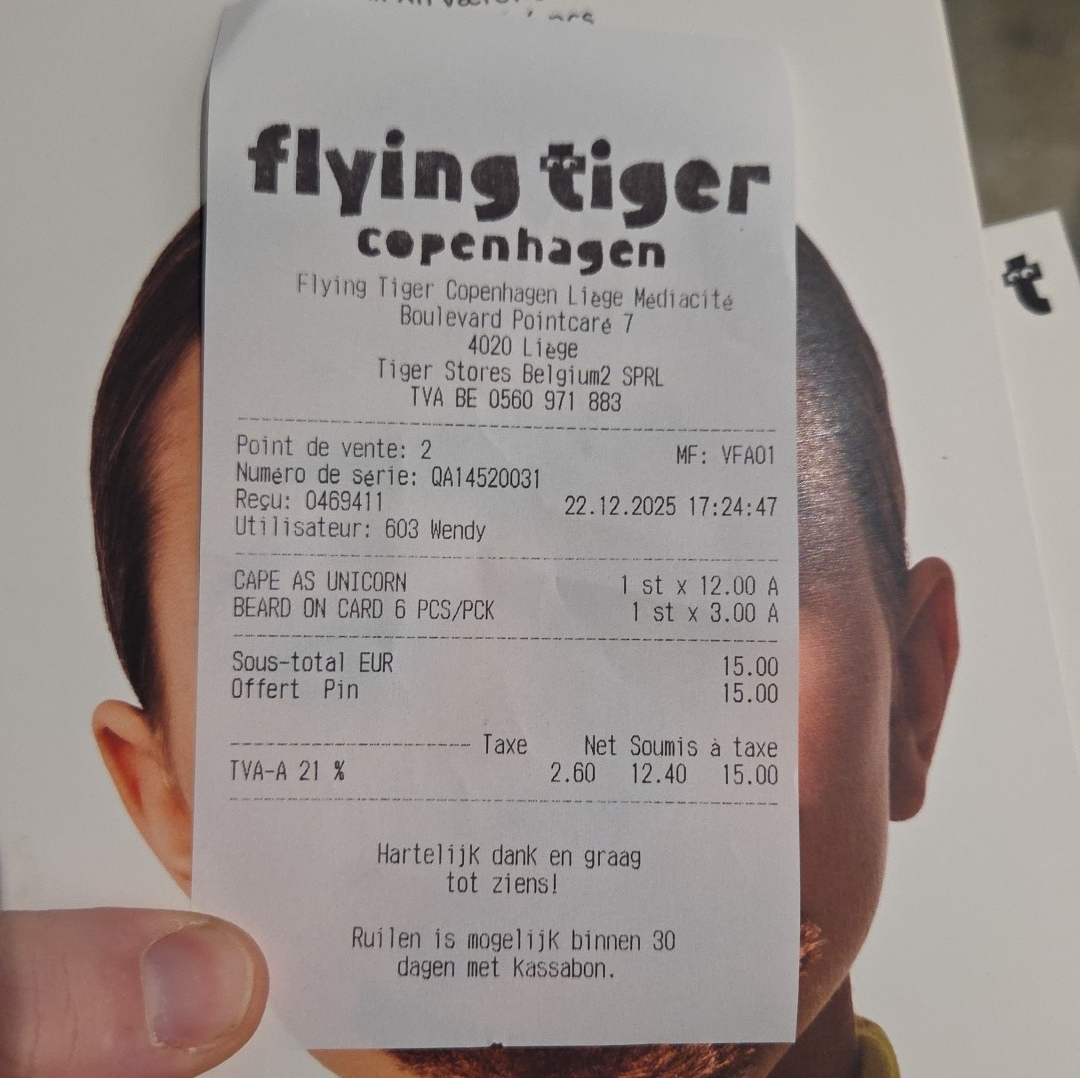 flying tiger
copenhagen
Flying Tiger Copenhagen Liège Médiacité
Boulevard Pointcaré 7
4020 Liège
Tiger Stores Belgium2 SPRL
TVA BE 0560 971 883
Point de vente: 2 MF: VFA01
Numéro de série: QA14520031
Reçu: 0469411 22.12.2025 17:24:47
Utilisateur: 603 Wendy
CAPE AS UNICORN 1 st x 12.00 A
BEARD ON CARD 6 PCS/PCK 1 st x 3.00 A
Sous-total EUR 15.00
Offert Pin 15.00
Taxe Net Soumis à taxe
TVA-A 21 % 2.60 12.40 15.00
Hartelijk dank en graag
tot ziens!
Ruilen is mogelijk binnen 30
dagen met kassabon.
t